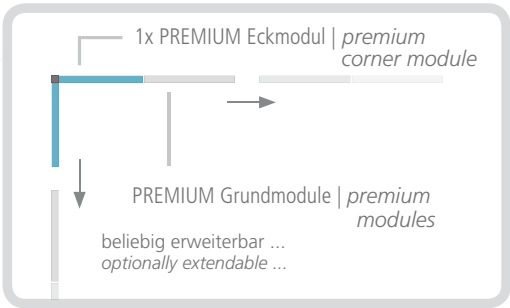 1x PREMIUM Eckmodul | premium
corner module
PREMIUM Grundmodule | premium
modules
beliebig erweiterbar ...
optionally extendable ...